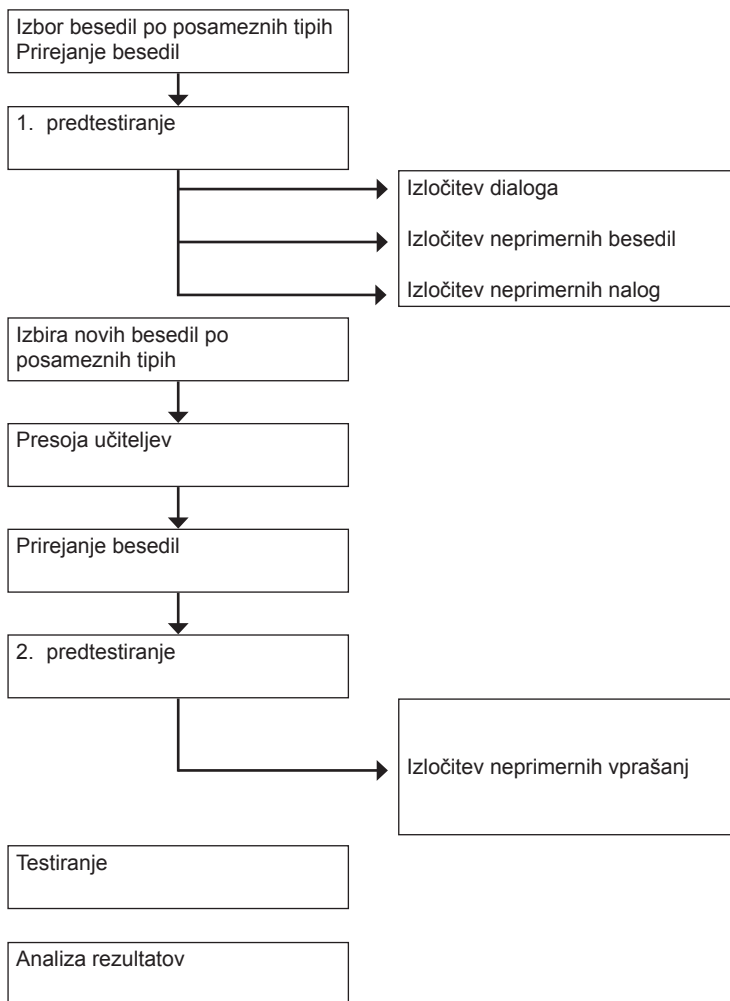 Izbor besedil po posameznih tipih
Prirejanje besedil
1. predtestiranje
Izločitev dialoga
Izločitev neprimernih besedil
Izločitev neprimernih nalog
Izbira novih besedil po
posameznih tipih
Presoja učiteljev
Prirejanje besedil
2. predtestiranje
Izločitev neprimernih vprašanj
Testiranje
Analiza rezultatov